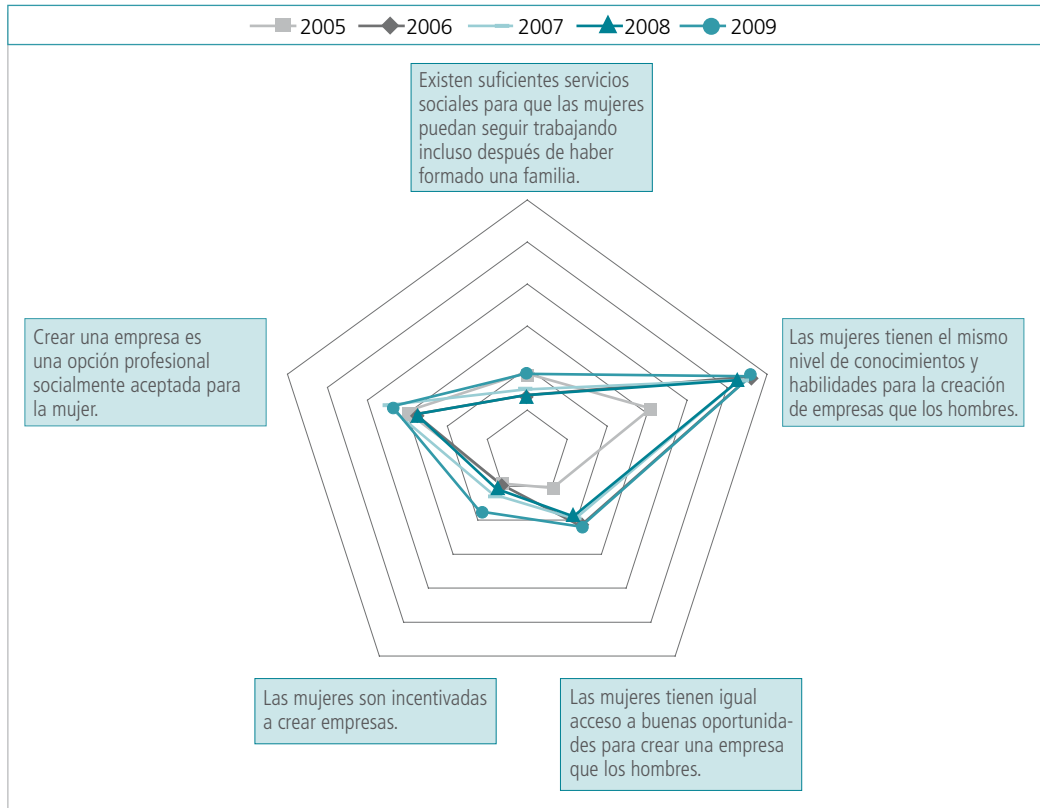 2005 2006 2007 2008 2009
Existen suficientes servicios
sociales para que las mujeres
puedan seguir trabajando
incluso después de haber
formado una familia.
Crear una empresa es
una opción profesional
socialmente aceptada para
la mujer.
Las mujeres tienen el mismo
nivel de conocimientos y
habilidades para la creación
de empresas que los hombres.
Las mujeres son incentivadas
a crear empresas.
Las mujeres tienen igual
acceso a buenas oportunida-
des para crear una empresa
que los hombres.